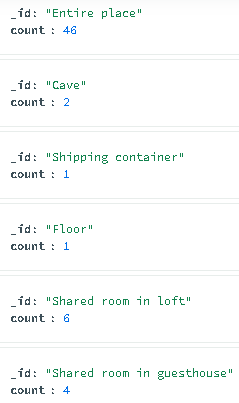 _id: "Entire place"
count : 46
_id: "Cave"
count : 2
_id: "Shipping container"
count : 1
_id: "Floor"
count : 1
_id: "Shared room in loft"
count : 6
_id: "Shared room in guesthouse"
count : 4